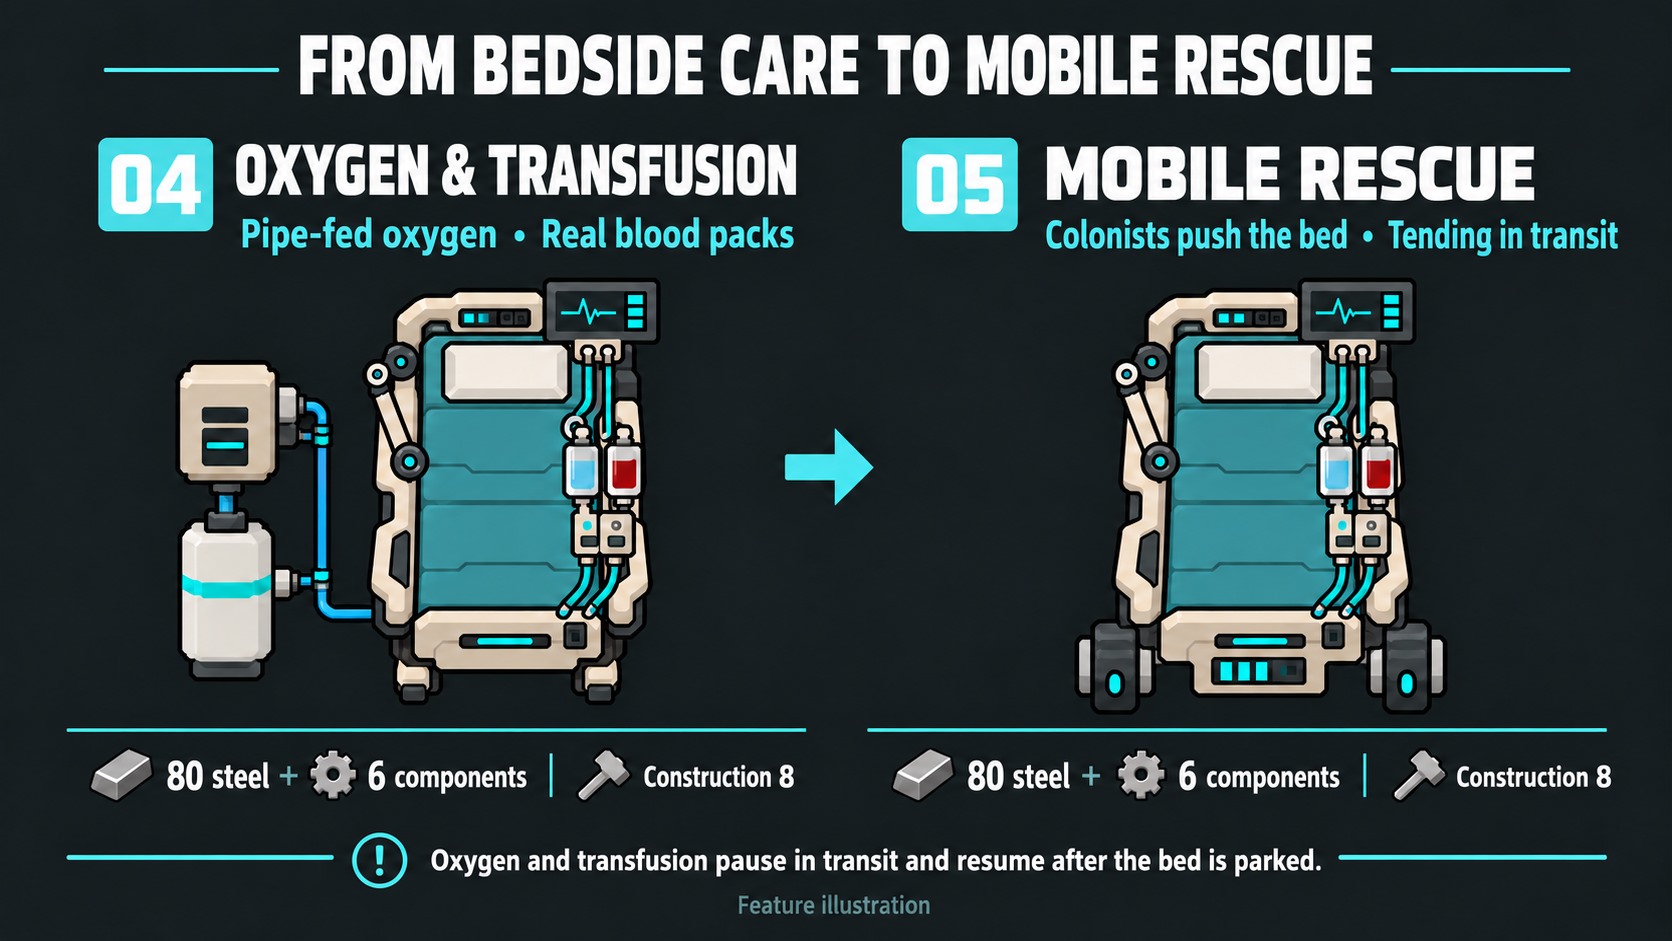 FROM BEDSIDE CARE TO MOBILE RESCUE
04 OXYGEN & TRANSFUSION
Pipe-fed oxygen • Real blood packs
05 MOBILE RESCUE
Colonists push the bed • Tending in transit
80 steel + 6 components | Construction 8
80 steel + 6 components | Construction 8
! Oxygen and transfusion pause in transit and resume after the bed is parked.
Feature illustration